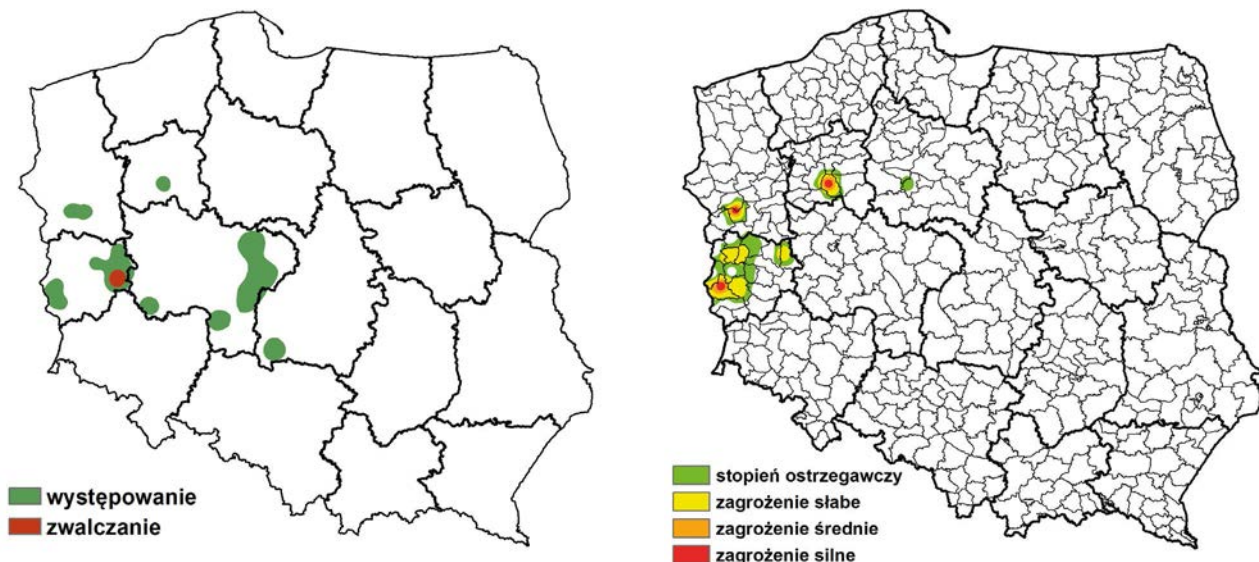 występowanie
zwalczanie
stopień ostrzegawczy
zagrożenie słabe
zagrożenie średnie
zagrożenie silne